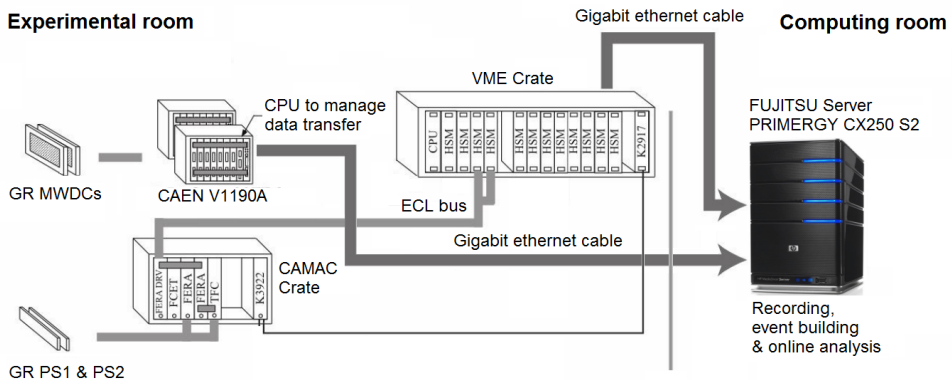 Experimental room
Gigabit ethernet cable
Computing room
VME Crate
CPU to manage
data transfer
FUJITSU Server
PRIMERGY CX250 S2
CPU
HSM
HSM
HSM
HSM
HSM
HSM
HSM
HSM
HSM
HSM
HSM
HSM
K2917
GR MWDCs
CAEN V1190A
ECL bus
Gigabit ethernet cable
CAMAC
Crate
FERA DRV
FCET
FERA
FERA
TFC
K3922
hp
Recording,
event building
& online analysis
GR PS1 & PS2